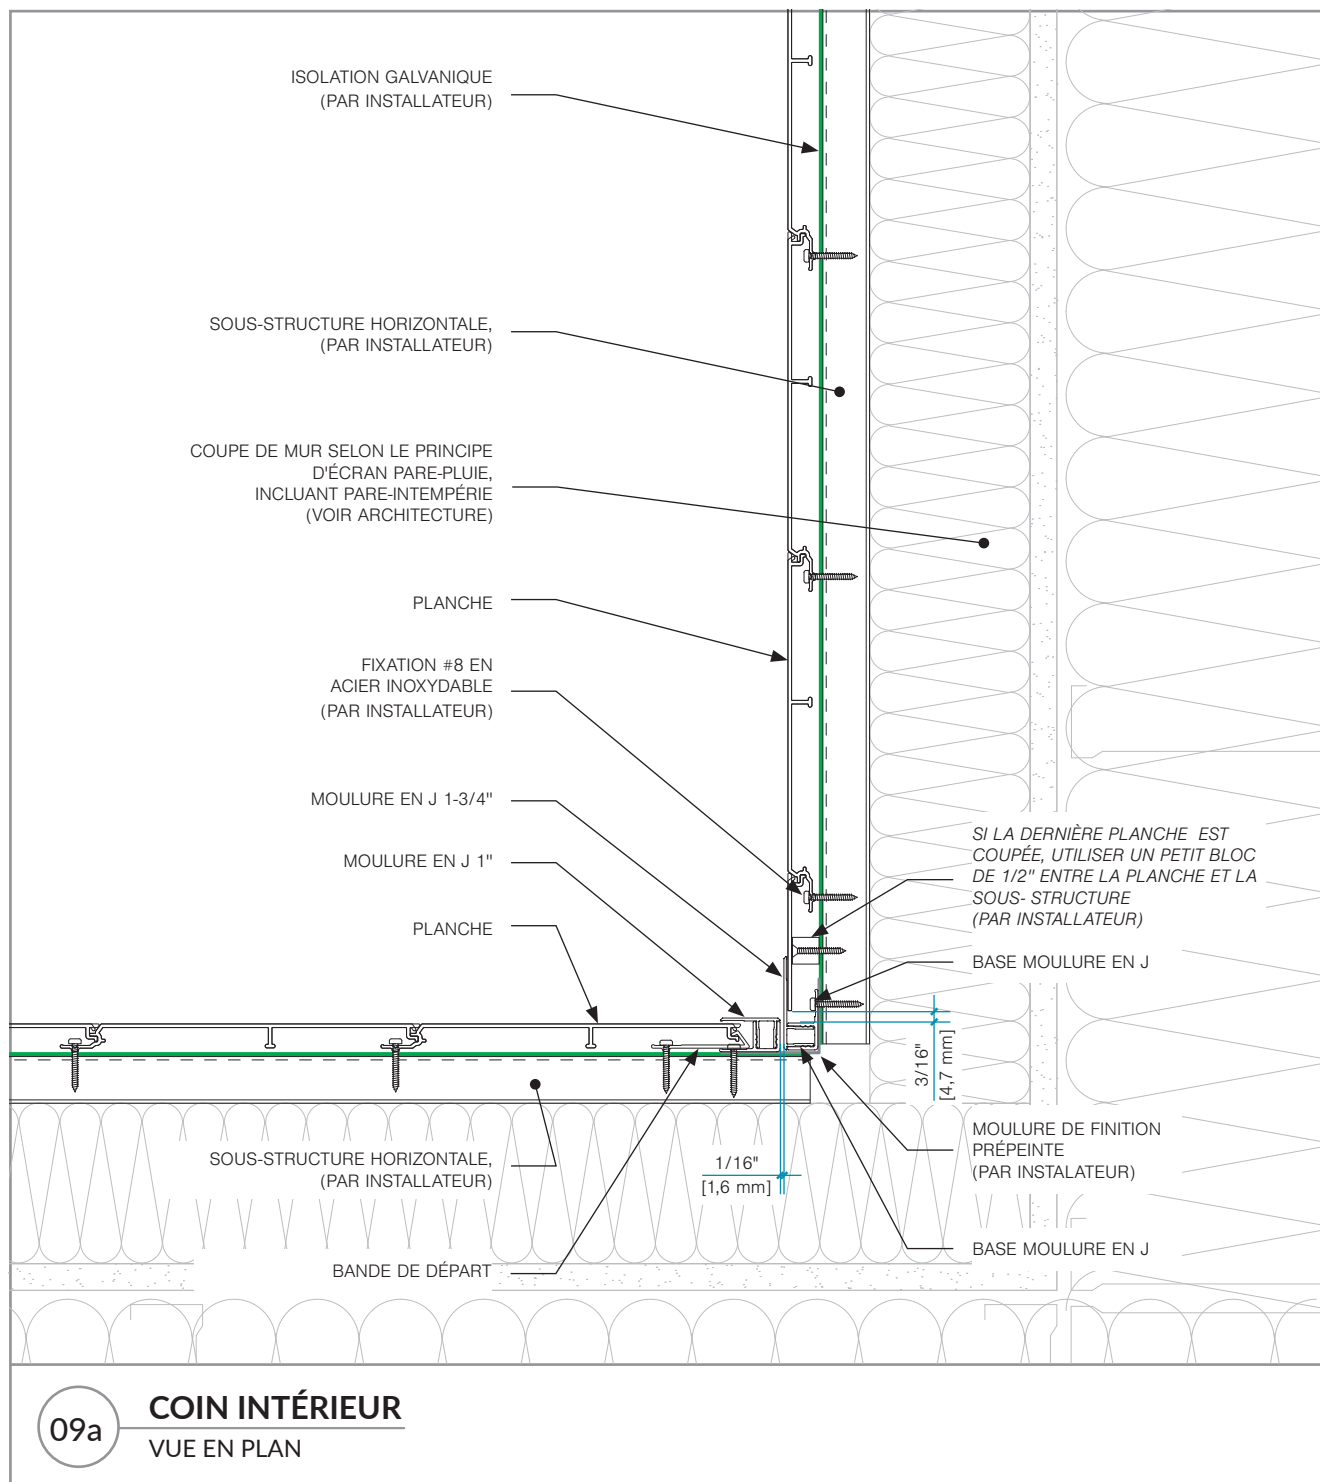 ISOLATION GALVANIQUE
(PAR INSTALLATEUR)
SOUS-STRUCTURE HORIZONTALE,
(PAR INSTALLATEUR)
COUPE DE MUR SELON LE PRINCIPE
D'ÉCRAN PARE-PLUIE,
INCLUANT PARE-INTEMPÉRIE
(VOIR ARCHITECTURE)
PLANCHE
FIXATION #8 EN
ACIER INOXYDABLE
(PAR INSTALLATEUR)
MOULURE EN J 1-3/4"
MOULURE EN J 1"
PLANCHE
SI LA DERNIÈRE PLANCHE EST
COUPÉE, UTILISER UN PETIT BLOC
DE 1/2" ENTRE LA PLANCHE ET LA
SOUS- STRUCTURE
(PAR INSTALLATEUR)
BASE MOULURE EN J
3/16"
[4,7 mm]
MOULURE DE FINITION
PRÉPEINTE
(PAR INSTALATEUR)
1/16"
[1,6 mm]
SOUS-STRUCTURE HORIZONTALE,
(PAR INSTALLATEUR)
BASE MOULURE EN J
BANDE DE DÉPART
09a
COIN INTÉRIEUR
VUE EN PLAN